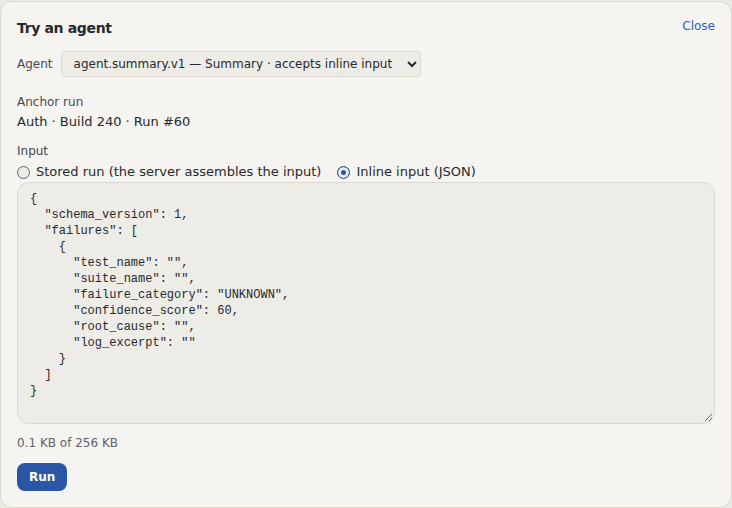 Try an agent
Close
Agent
agent.summary.v1 — Summary · accepts inline input
Anchor run
Auth · Build 240 · Run #60
Input
Stored run (the server assembles the input)
Inline input (JSON)
{
  "schema_version": 1,
  "failures": [
    {
      "test_name": "",
      "suite_name": "",
      "failure_category": "UNKNOWN",
      "confidence_score": 60,
      "root_cause": "",
      "log_excerpt": ""
    }
  ]
}
0.1 KB of 256 KB
Run